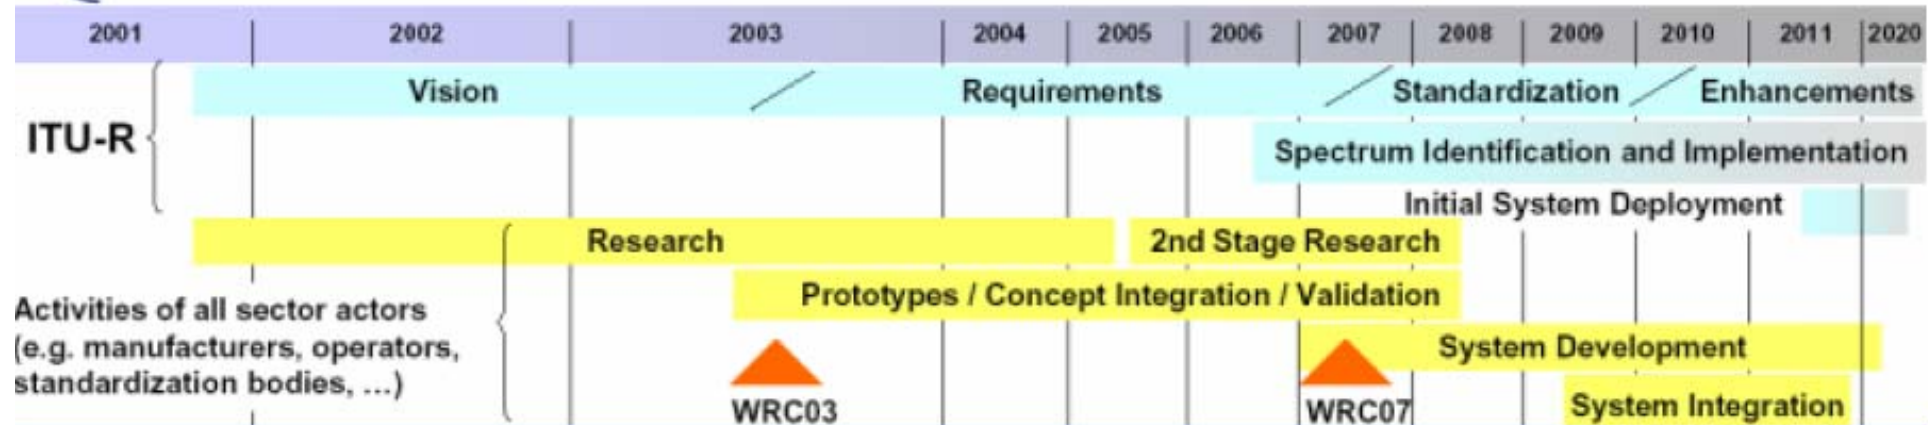 2001 2002 2003 2004 2005 2006 2007 2008 2009 2010 2011 2020
Vision Requirements Standardization Enhancements
ITU-R
Spectrum Identification and Implementation
Initial System Deployment
Research 2nd Stage Research
Prototypes / Concept Integration / Validation
Activities of all sector actors
(e.g. manufacturers, operators,
standardization bodies, ...)
System Development
WRC03 WRC07 System Integration